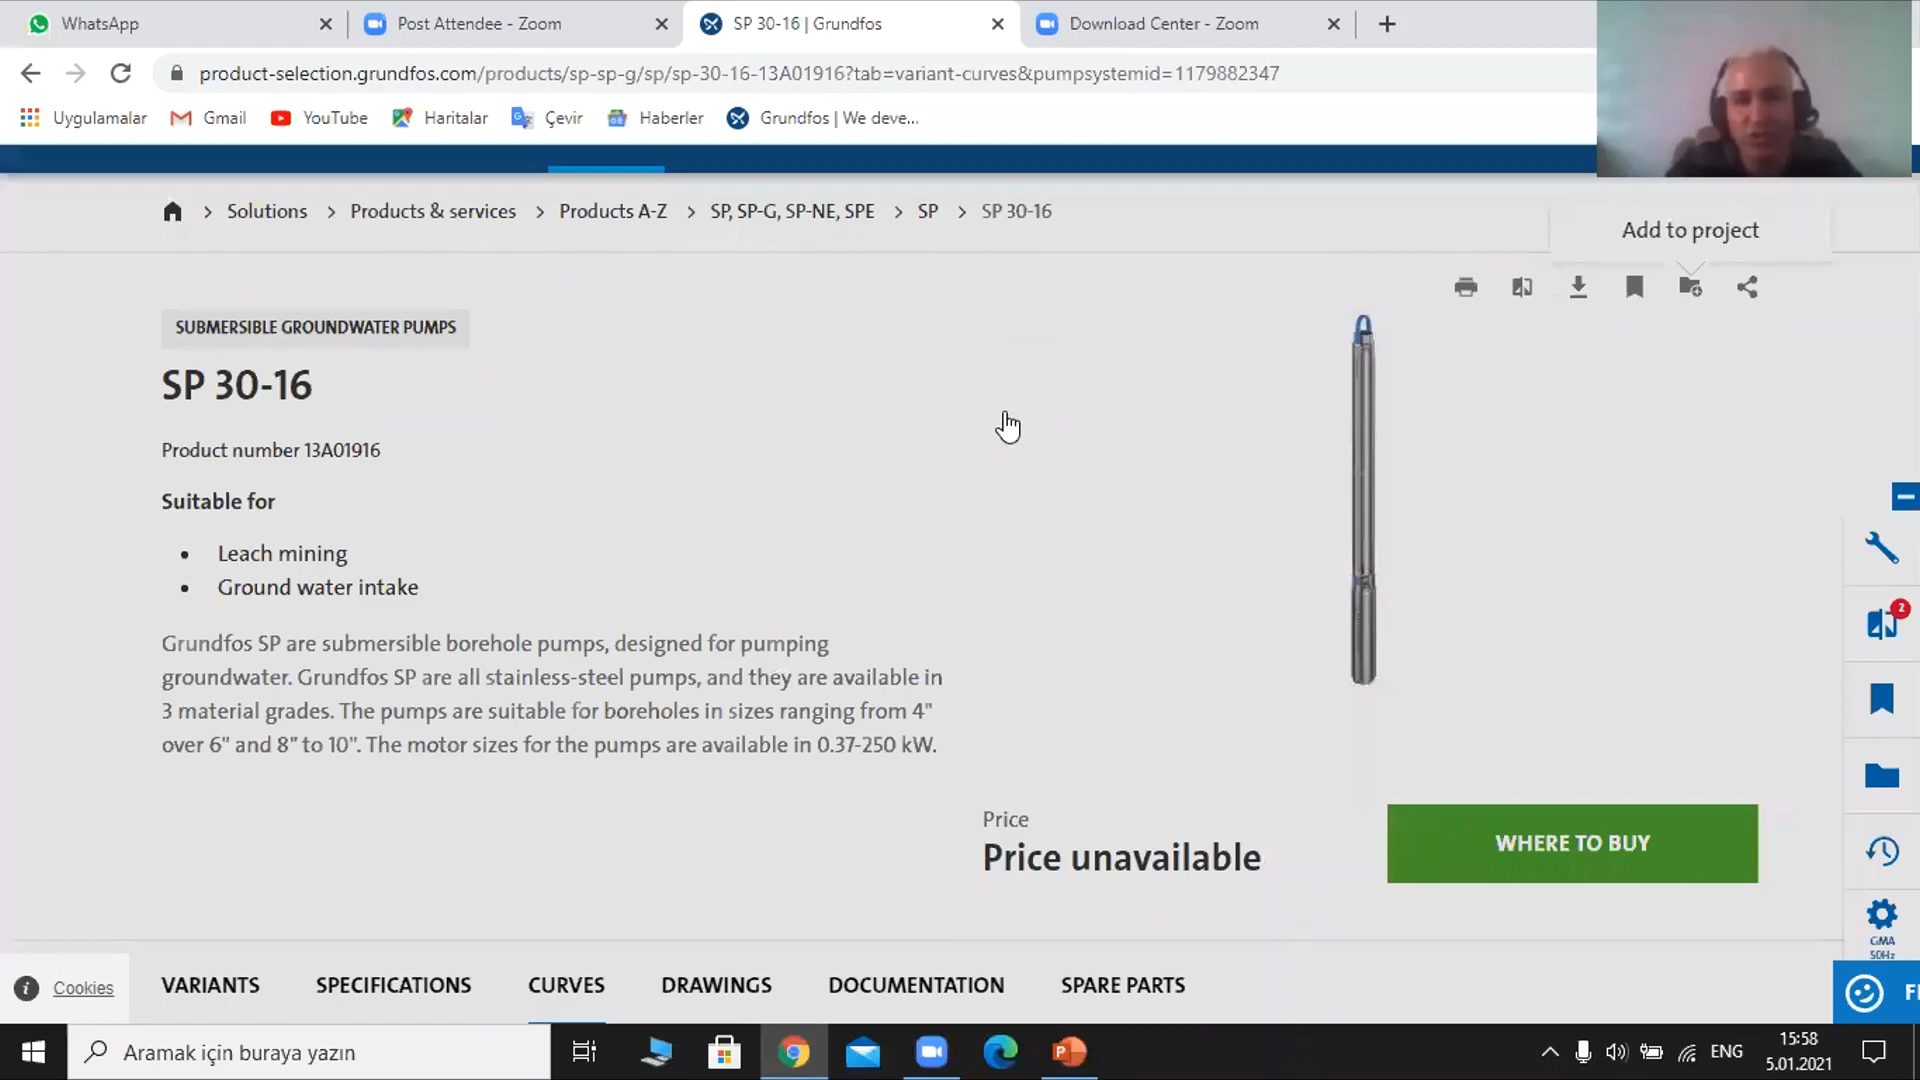 WhatsApp
Post Attendee - Zoom
SP 30-16 | Grundfos
Download Center - Zoom
product-selection.grundfos.com/products/sp-sp-g/sp/sp-30-16-13A01916?tab=variant-curves&pumpsystemid=1179882347
Uygulamalar
Gmail
YouTube
Haritalar
Çevir
Haberler
Grundfos | We deve...
Solutions > Products & services > Products A-Z > SP, SP-G, SP-NE, SPE > SP > SP 30-16
Add to project
SUBMERSIBLE GROUNDWATER PUMPS
SP 30-16
Product number 13A01916
Suitable for
• Leach mining
• Ground water intake
Grundfos SP are submersible borehole pumps, designed for pumping
groundwater. Grundfos SP are all stainless-steel pumps, and they are available in
3 material grades. The pumps are suitable for boreholes in sizes ranging from 4"
over 6" and 8" to 10". The motor sizes for the pumps are available in 0.37-250 kW.
2
Price
Price unavailable
WHERE TO BUY
GMA
50Hz
Cookies
VARIANTS
SPECIFICATIONS
CURVES
DRAWINGS
DOCUMENTATION
SPARE PARTS
Aramak için buraya yazın
ENG
15:58
5.01.2021